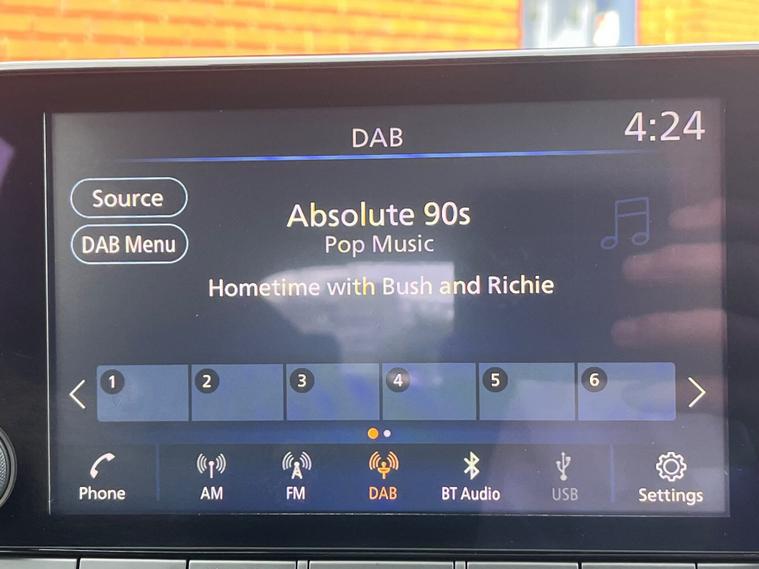 DAB
4:24
Source
Absolute 90s
DAB Menu
Pop Music
Hometime with Bush and Richie
1 2 3 4 5 6
Phone AM FM DAB BT Audio USB Settings